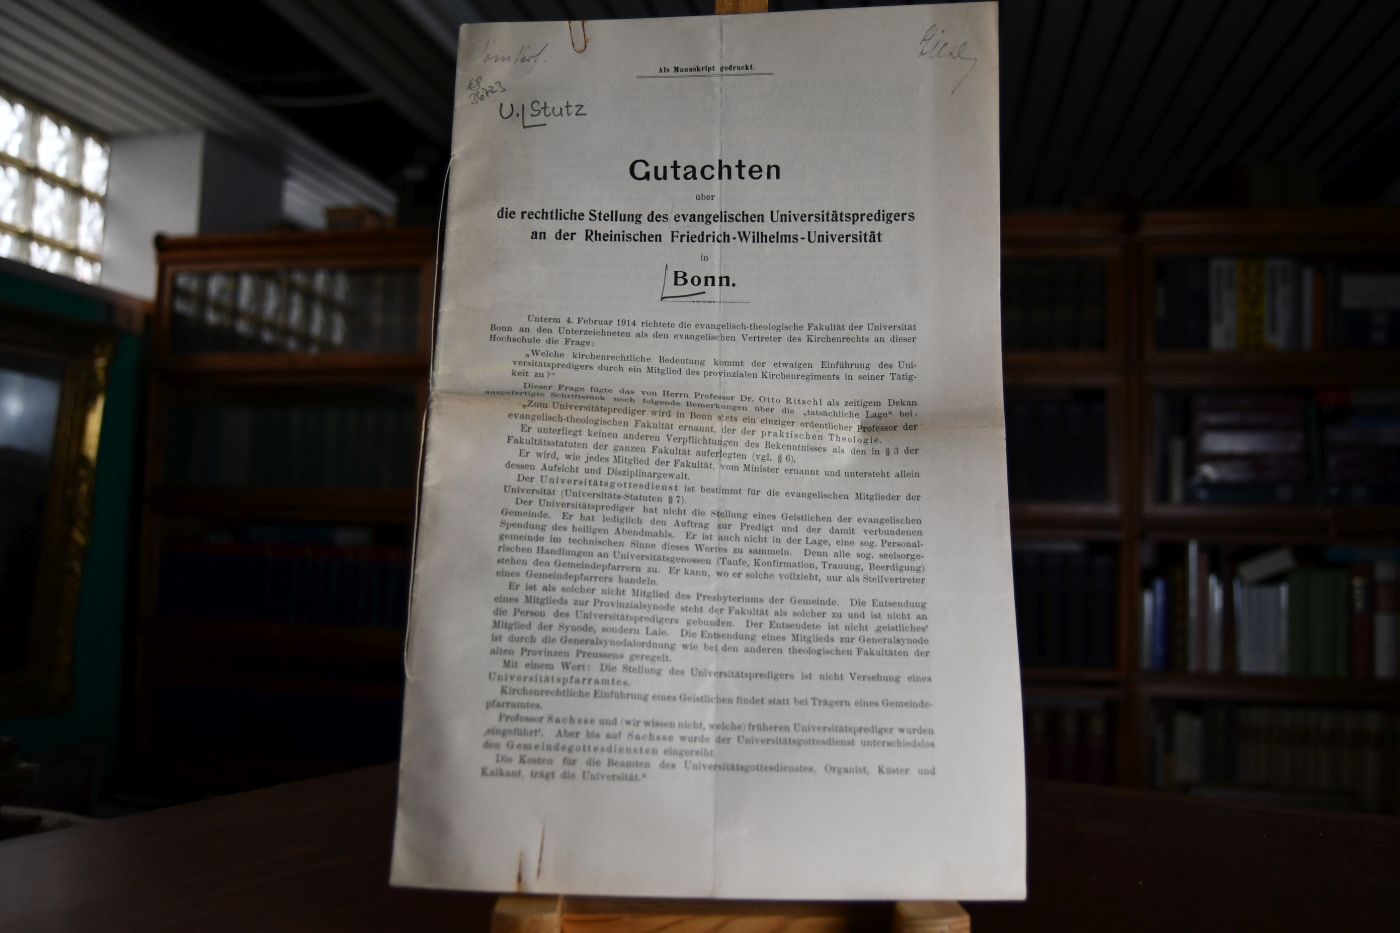 Als Manuskript gedruckt.
36723
U. Stutz
Gutachten
über
die rechtliche Stellung des evangelischen Universitätspredigers
an der Rheinischen Friedrich-Wilhelms-Universität
in
Bonn.
Unterm 4. Februar 1914 richtete die evangelisch-theologische Fakultät der Universität
Bonn an den Unterzeichneten als den evangelischen Vertreter des Kirchenrechts an dieser
Hochschule die Frage:
„Welche kirchenrechtliche Bedeutung kommt der etwaigen Einführung des Uni-
versitätspredigers durch ein Mitglied des provinzialen Kirchenregiments in seiner Tätig-
keit zu?“
Dieser Frage fügte das von Herrn Professor Dr. Otto Ritschl als zeitigem Dekan
ausgefertigte Schriftstück noch folgende Bemerkungen über die „tatsächliche Lage“ bei:
„Zum Universitätsprediger wird in Bonn stets ein einziger ordentlicher Professor der
evangelisch-theologischen Fakultät ernannt, der der praktischen Theologie.
Er unterliegt keinen anderen Verpflichtungen des Bekenntnisses als den in § 3 der
Fakultätsstatuten der ganzen Fakultät auferlegten (vgl. § 6).
Er wird, wie jedes Mitglied der Fakultät, vom Minister ernannt und untersteht allein
dessen Aufsicht und Disziplinargewalt.
Der Universitätsgottesdienst ist bestimmt für die evangelischen Mitglieder der
Universität (Universitäts-Statuten § 7).
Der Universitätsprediger hat nicht die Stellung eines Geistlichen der evangelischen
Gemeinde. Er hat lediglich den Auftrag zur Predigt und der damit verbundenen
Spendung des heiligen Abendmahls. Er ist auch nicht in der Lage, eine sog. Personal-
gemeinde im technischen Sinne dieses Wortes zu sammeln. Denn alle sog. seelsorge-
rischen Handlungen an Universitätsgenossen (Taufe, Konfirmation, Trauung, Beerdigung)
stehen den Gemeindepfarrern zu. Er kann, wo er solche vollzieht, nur als Stellvertreter
eines Gemeindepfarrers handeln.
Er ist als solcher nicht Mitglied des Presbyteriums der Gemeinde. Die Entsendung
eines Mitglieds zur Provinzialsynode steht der Fakultät als solcher zu und ist nicht an
die Person des Universitätspredigers gebunden. Der Entsendete ist nicht ‚geistliches‘
Mitglied der Synode, sondern Laie. Die Entsendung eines Mitglieds zur Generalsynode
ist durch die Generalsynodalordnung wie bei den anderen theologischen Fakultäten der
alten Provinzen Preussens geregelt.
Mit einem Wort: Die Stellung des Universitätspredigers ist nicht Versehung eines
Universitätspfarramtes.
Kirchenrechtliche Einführung eines Geistlichen findet statt bei Trägern eines Gemeinde-
pfarramtes.
Professor Sachsse und (wir wissen nicht, welche) früheren Universitätsprediger wurden
‚eingeführt‘. Aber bis auf Sachsse wurde der Universitätsgottesdienst unterschiedslos
den Gemeindegottesdiensten eingereiht.
Die Kosten für die Beamten des Universitätsgottesdienstes, Organist, Küster und
Kalkant, trägt die Universität.“